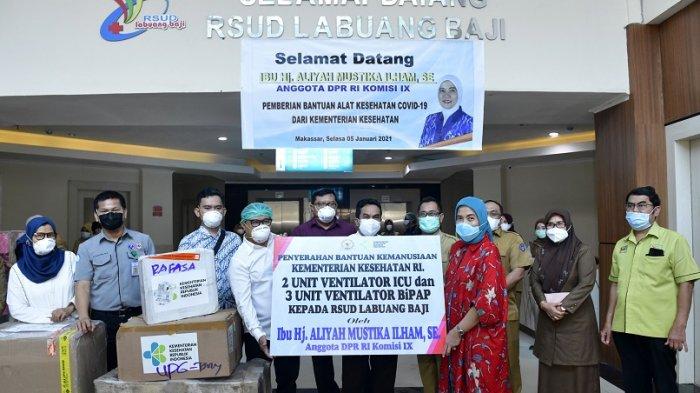 SELAMAT DATANG
RSUD LABUANG BAJI
RSUD
labuang baji
Selamat Datang
IBU Hj. ALIYAH MUSTIKA ILHAM, SE.
ANGGOTA DPR RI KOMISI IX
PEMBERIAN BANTUAN ALAT KESEHATAN COVID-19
DARI KEMENTERIAN KESEHATAN
Makassar, Selasa 05 Januari 2021
PENYERAHAN BANTUAN KEMANUSIAAN
KEMENTERIAN KESEHATAN RI.
2 UNIT VENTILATOR ICU dan
3 UNIT VENTILATOR BiPAP
KEPADA RSUD LABUANG BAJI
Oleh
Ibu Hj. ALIYAH MUSTIKA ILHAM, SE.
Anggota DPR RI Komisi IX
KEMENTERIAN
KESEHATAN
REPUBLIK
INDONESIA
KEMENTERIAN
KESEHATAN
REPUBLIK
INDONESIA